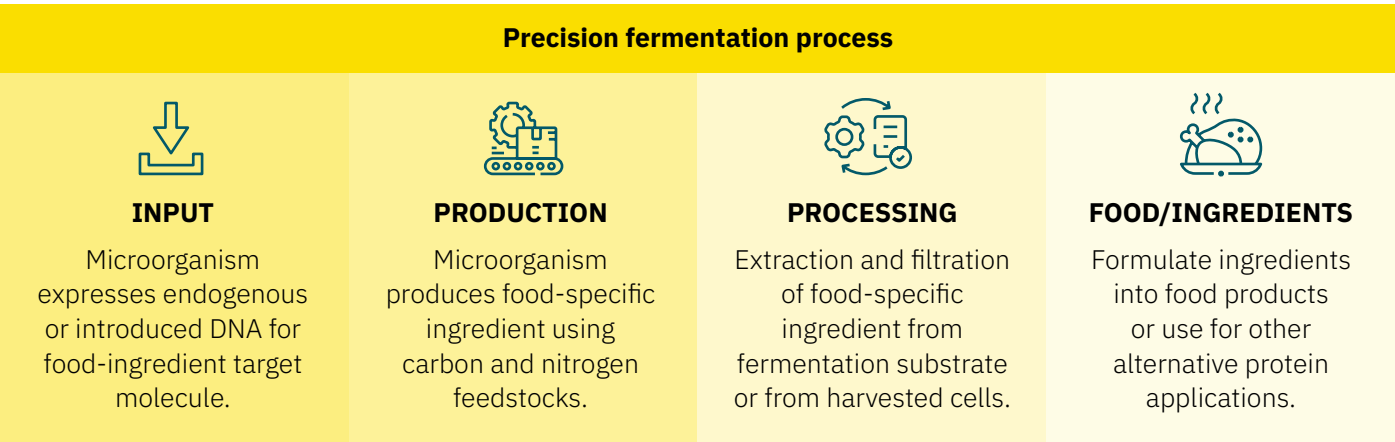 Precision fermentation process
INPUT
Microorganism
expresses endogenous
or introduced DNA for
food-ingredient target
molecule.
PRODUCTION
Microorganism
produces food-specific
ingredient using
carbon and nitrogen
feedstocks.
PROCESSING
Extraction and filtration
of food-specific
ingredient from
fermentation substrate
or from harvested cells.
FOOD/INGREDIENTS
Formulate ingredients
into food products
or use for other
alternative protein
applications.